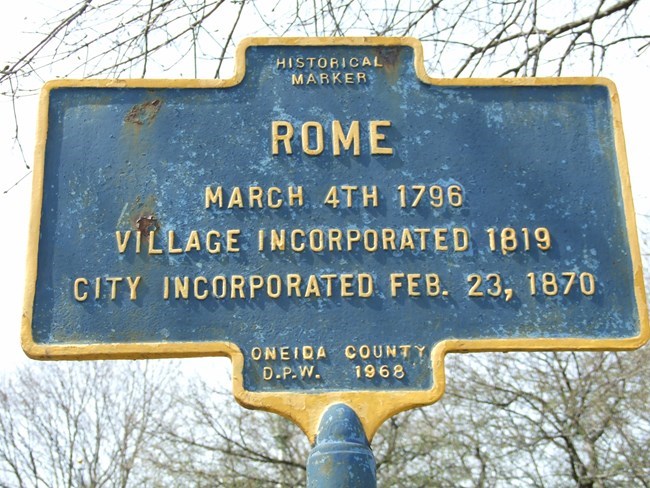 HISTORICAL
MARKER
ROME
MARCH 4TH 1796
VILLAGE INCORPORATED 1819
CITY INCORPORATED FEB. 23, 1870
ONEIDA COUNTY
D.P.W. 1968